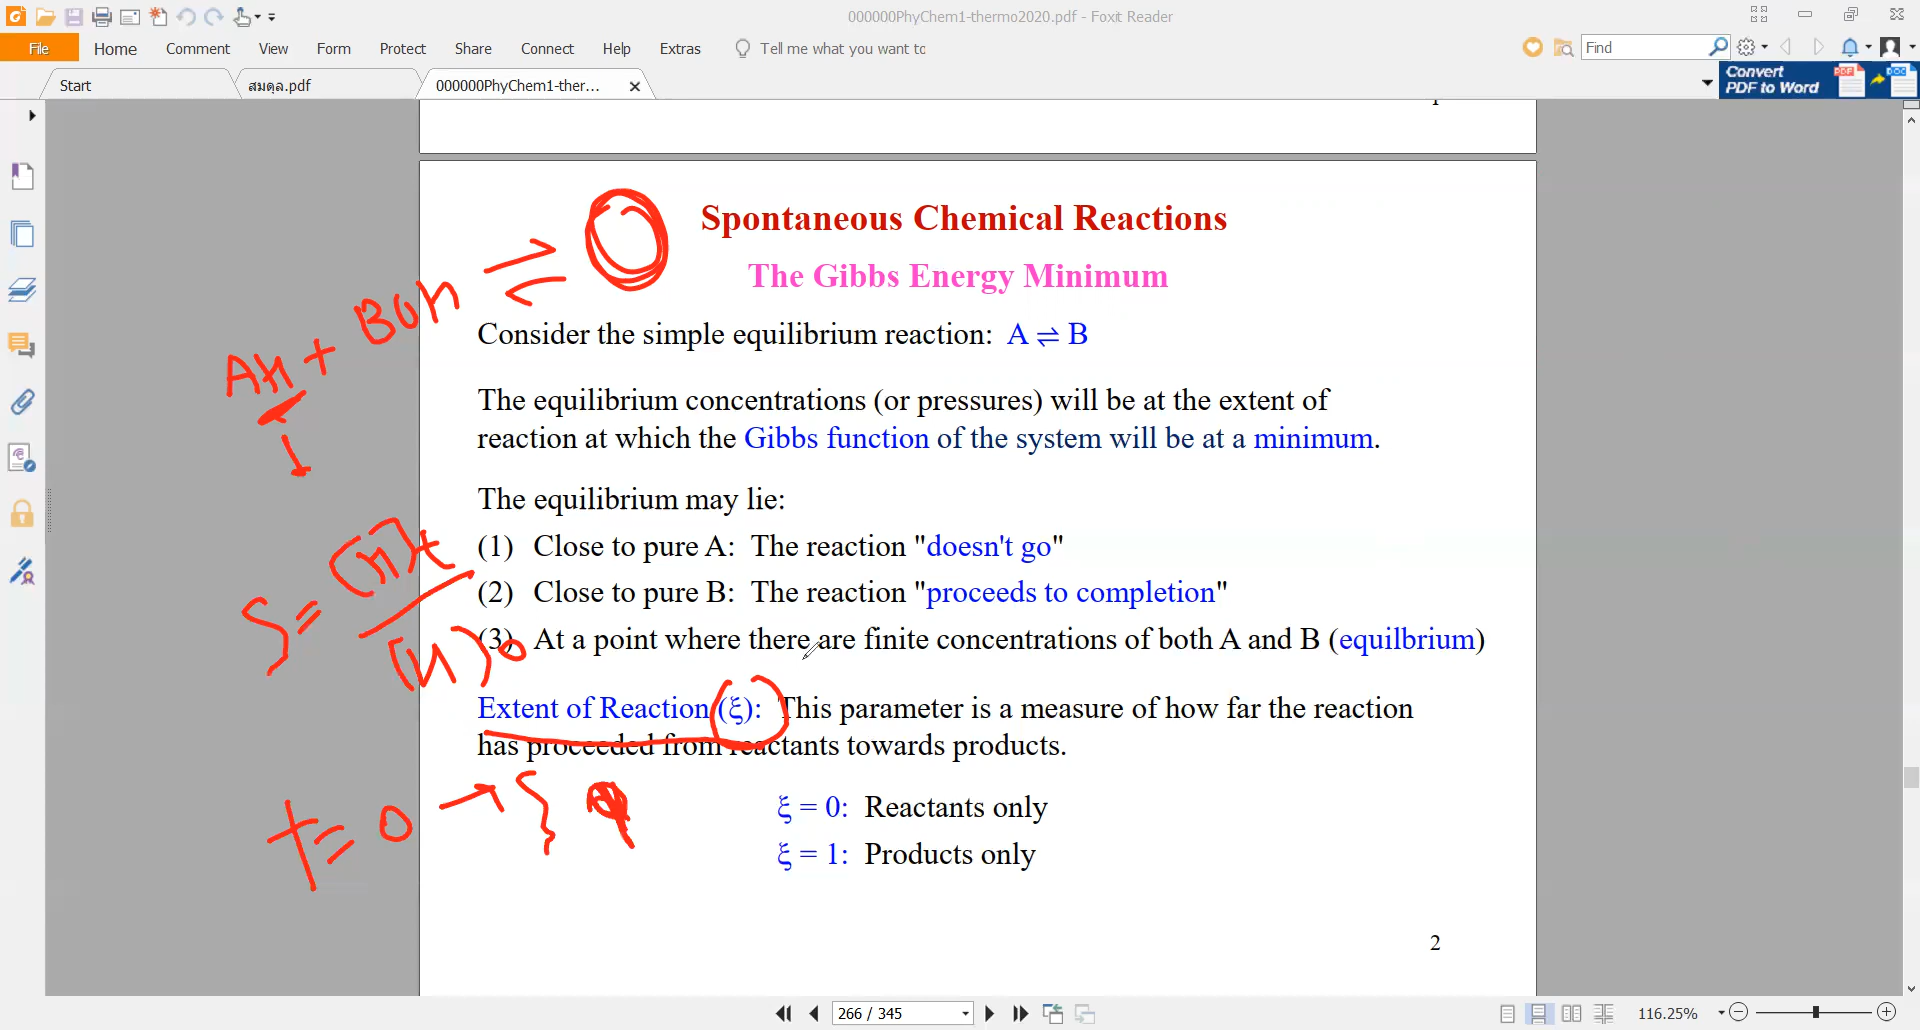 000000PhyChem1-thermo2020.pdf - Foxit Reader
File Home Comment View Form Protect Share Connect Help Extras Tell me what you want to
Find
Start สมดุล.pdf 000000PhyChem1-ther...
Convert
PDF to Word
Spontaneous Chemical Reactions
The Gibbs Energy Minimum
AH + BOH ⇌
Consider the simple equilibrium reaction: A ⇌ B
The equilibrium concentrations (or pressures) will be at the extent of
reaction at which the Gibbs function of the system will be at a minimum.
The equilibrium may lie:
(1) Close to pure A: The reaction "doesn't go"
(2) Close to pure B: The reaction "proceeds to completion"
(3) At a point where there are finite concentrations of both A and B (equilbrium)
Extent of Reaction (ξ): This parameter is a measure of how far the reaction
has proceeded from reactants towards products.
t = 0 →
ξ = 0: Reactants only
ξ = 1: Products only
2
266 / 345
116.25%